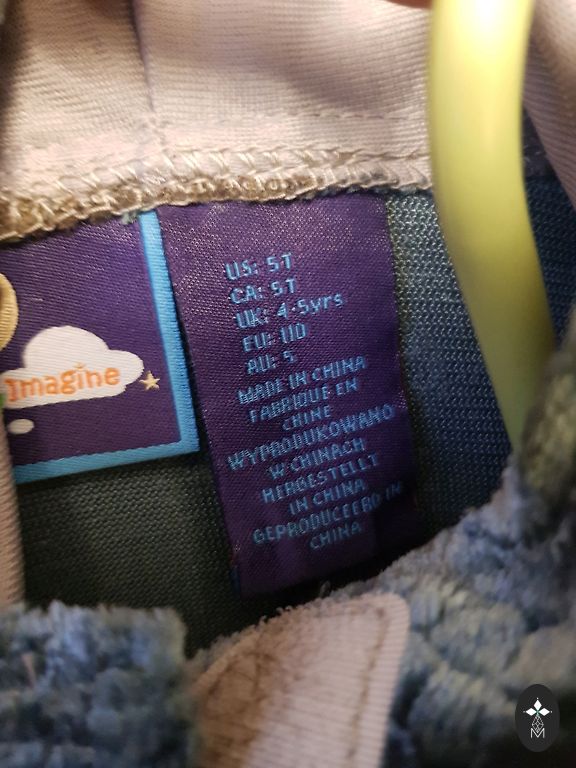 Imagine
US: 5T
CA: 5T
UK: 4-5yrs
EU: 110
AU: 5
MADE IN CHINA
FABRIQUE EN
CHINE
WYPRODUKOWANO
W CHINACH
HERGESTELLT
IN CHINA
GEPRODUCEERD IN
CHINA
M